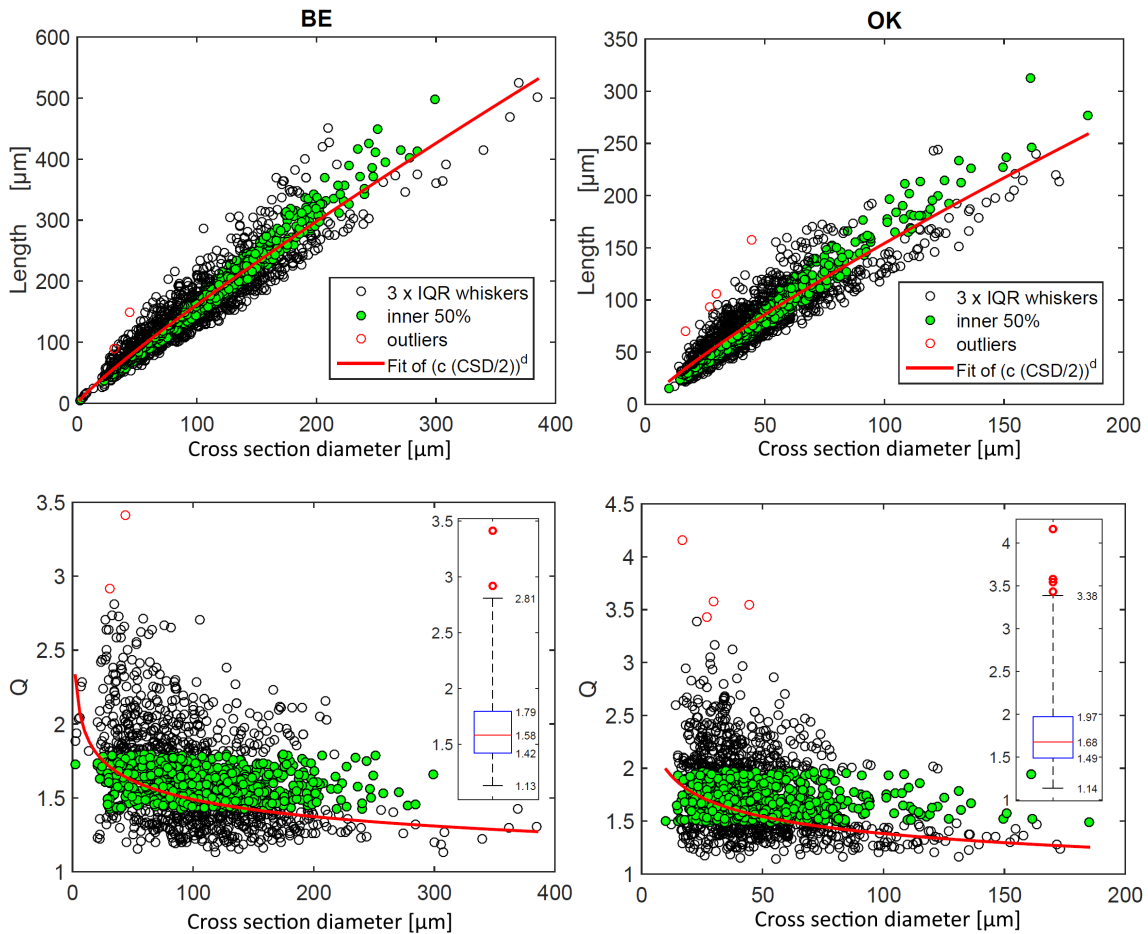 BE
600
500
400
300
200
100
0
Length [µm]
3 x IQR whiskers
inner 50%
outliers
Fit of (c (CSD/2))^d
0 100 200 300 400
Cross section diameter [µm]
OK
350
300
250
200
150
100
50
0
Length [µm]
3 x IQR whiskers
inner 50%
outliers
Fit of (c (CSD/2))^d
0 50 100 150 200
Cross section diameter [µm]
3.5
3
2.5
2
1.5
1
Q
3.5
3
2.5
2
1.5
2.81
1.79
1.58
1.42
1.13
0 100 200 300 400
Cross section diameter [µm]
4.5
4
3.5
3
2.5
2
1.5
1
Q
4
3.5
3
2.5
2
1.5
1
3.38
1.97
1.68
1.49
1.14
0 50 100 150 200
Cross section diameter [µm]